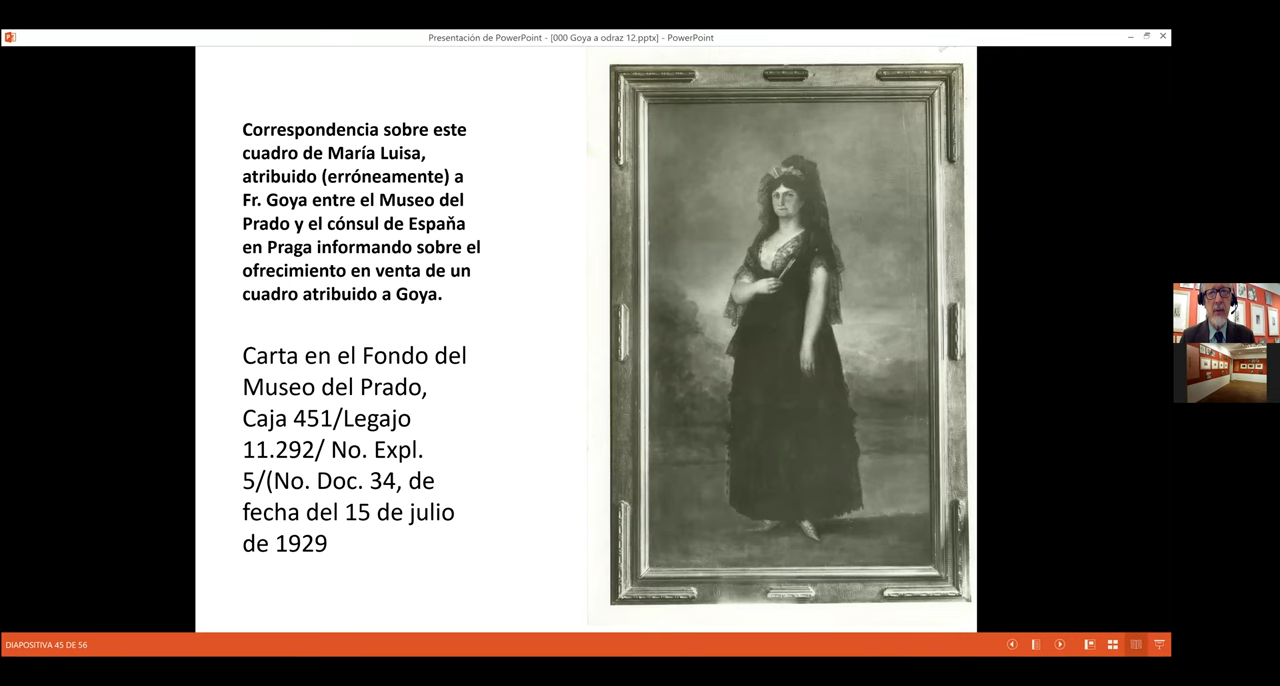 Presentación de PowerPoint - [000 Goya a odraz 12.pptx] - PowerPoint
Correspondencia sobre este
cuadro de María Luisa,
atribuido (erróneamente) a
Fr. Goya entre el Museo del
Prado y el cónsul de Espaňa
en Praga informando sobre el
ofrecimiento en venta de un
cuadro atribuido a Goya.
Carta en el Fondo del
Museo del Prado,
Caja 451/Legajo
11.292/ No. Expl.
5/(No. Doc. 34, de
fecha del 15 de julio
de 1929
DIAPOSITIVA 45 DE 56